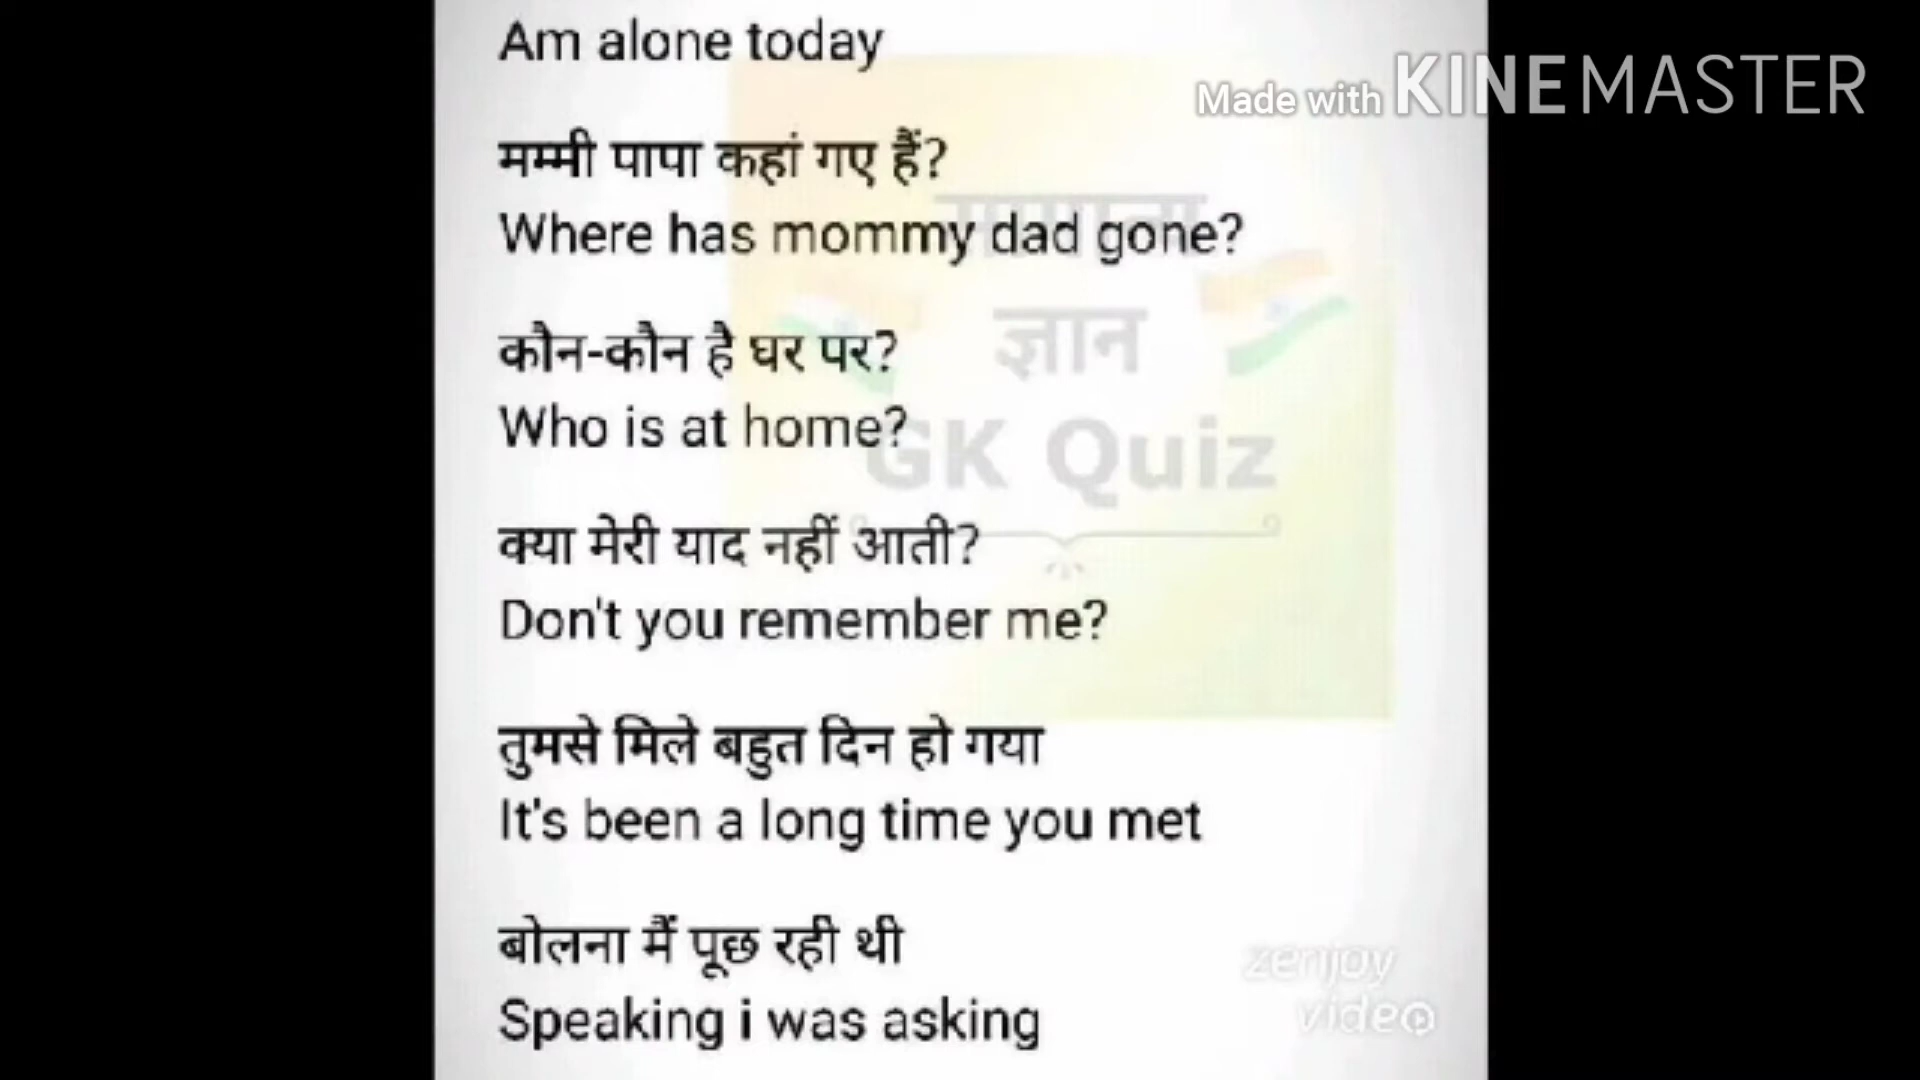 Am alone today
Made with KINEMASTER
मम्मी पापा कहां गए हैं?
Where has mommy dad gone?
कौन-कौन है घर पर?
Who is at home?
ज्ञान
GK Quiz
क्या मेरी याद नहीं आती?
Don't you remember me?
तुमसे मिले बहुत दिन हो गया
It's been a long time you met
बोलना मैं पूछ रही थी
Speaking i was asking
zenjoy
video